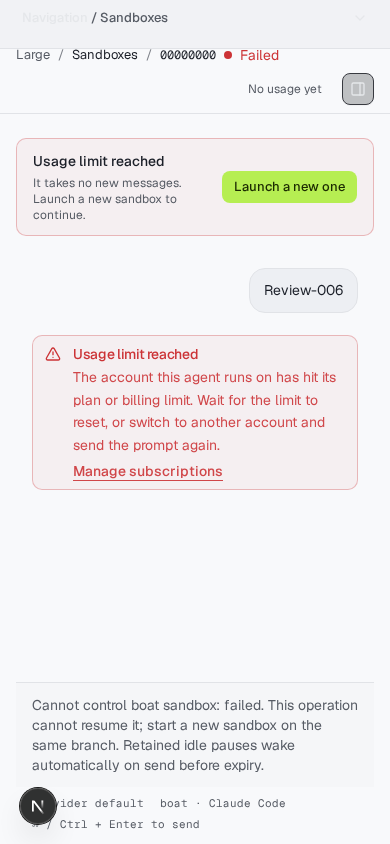 Navigation / Sandboxes
Large / Sandboxes / 00000000 Failed
No usage yet
Usage limit reached
It takes no new messages.
Launch a new sandbox to
continue.
Launch a new one
Review-006
Usage limit reached
The account this agent runs on has hit its
plan or billing limit. Wait for the limit to
reset, or switch to another account and
send the prompt again.
Manage subscriptions
Cannot control boat sandbox: failed. This operation
cannot resume it; start a new sandbox on the
same branch. Retained idle pauses wake
automatically on send before expiry.
default boat · Claude Code
/ Ctrl + Enter to send
N